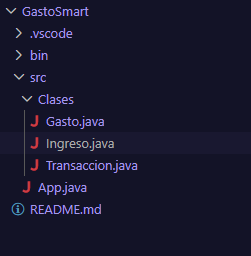 GastoSmart
.vscode
bin
src
Clases
Gasto.java
Ingreso.java
Transaccion.java
App.java
README.md